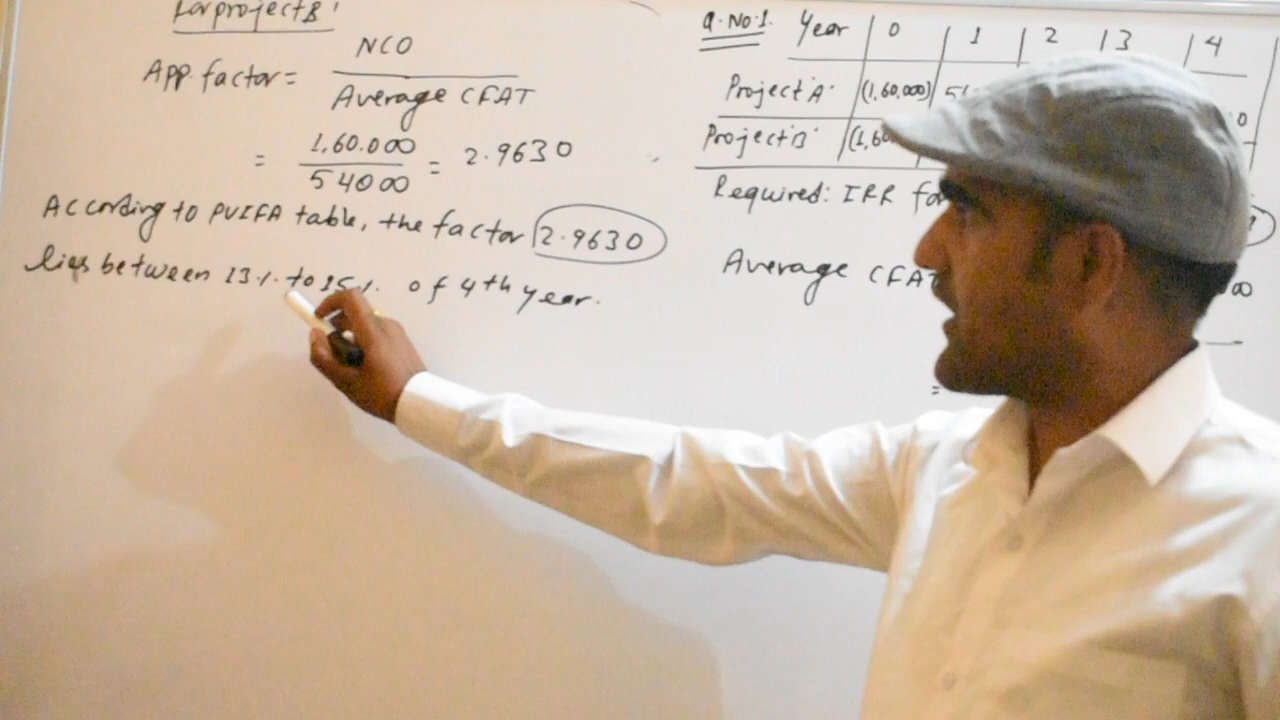 For project 'B'
App. factor = NCO
Average CFAT
= 1,60.000
54000
= 2.9630
According to PVIFA table, the factor 2.9630
lies between 13%. to 15%. of 4th year.
Q.No.1. Year 0 1 2 3 4
Project 'A' (1,60,000)
Project 'B'
Required: IRR
Average CFAT
=